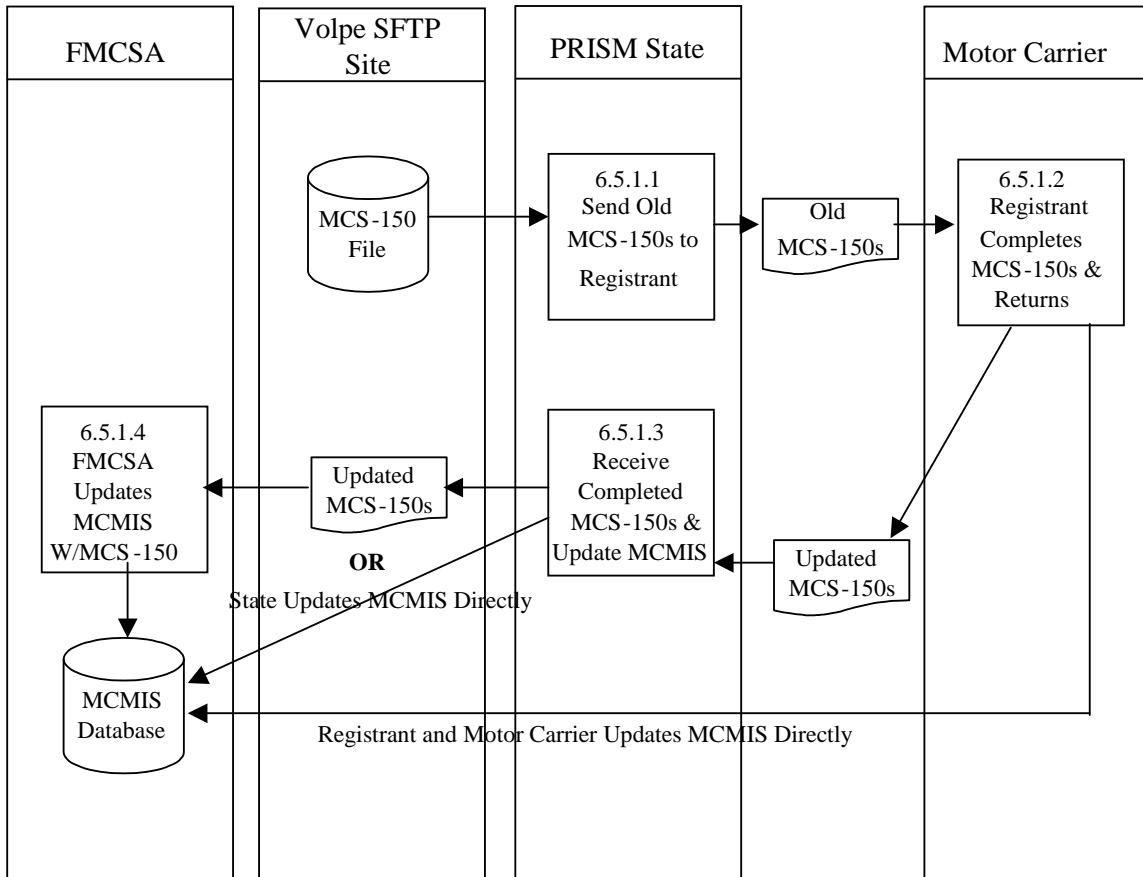 FMCSA
Volpe SFTP
Site
PRISM State
Motor Carrier
MCS-150
File
6.5.1.1
Send Old
MCS-150s to
Registrant
Old
MCS-150s
6.5.1.2
Registrant
Completes
MCS-150s &
Returns
6.5.1.4
FMCSA
Updates
MCMIS
W/MCS-150
Updated
MCS-150s
6.5.1.3
Receive
Completed
MCS-150s &
Update MCMIS
Updated
MCS-150s
OR
State Updates MCMIS Directly
MCMIS
Database
Registrant and Motor Carrier Updates MCMIS Directly